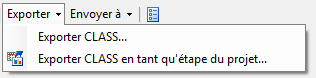 Exporter Envoyer à
Exporter CLASS...
Exporter CLASS en tant qu'étape du projet...